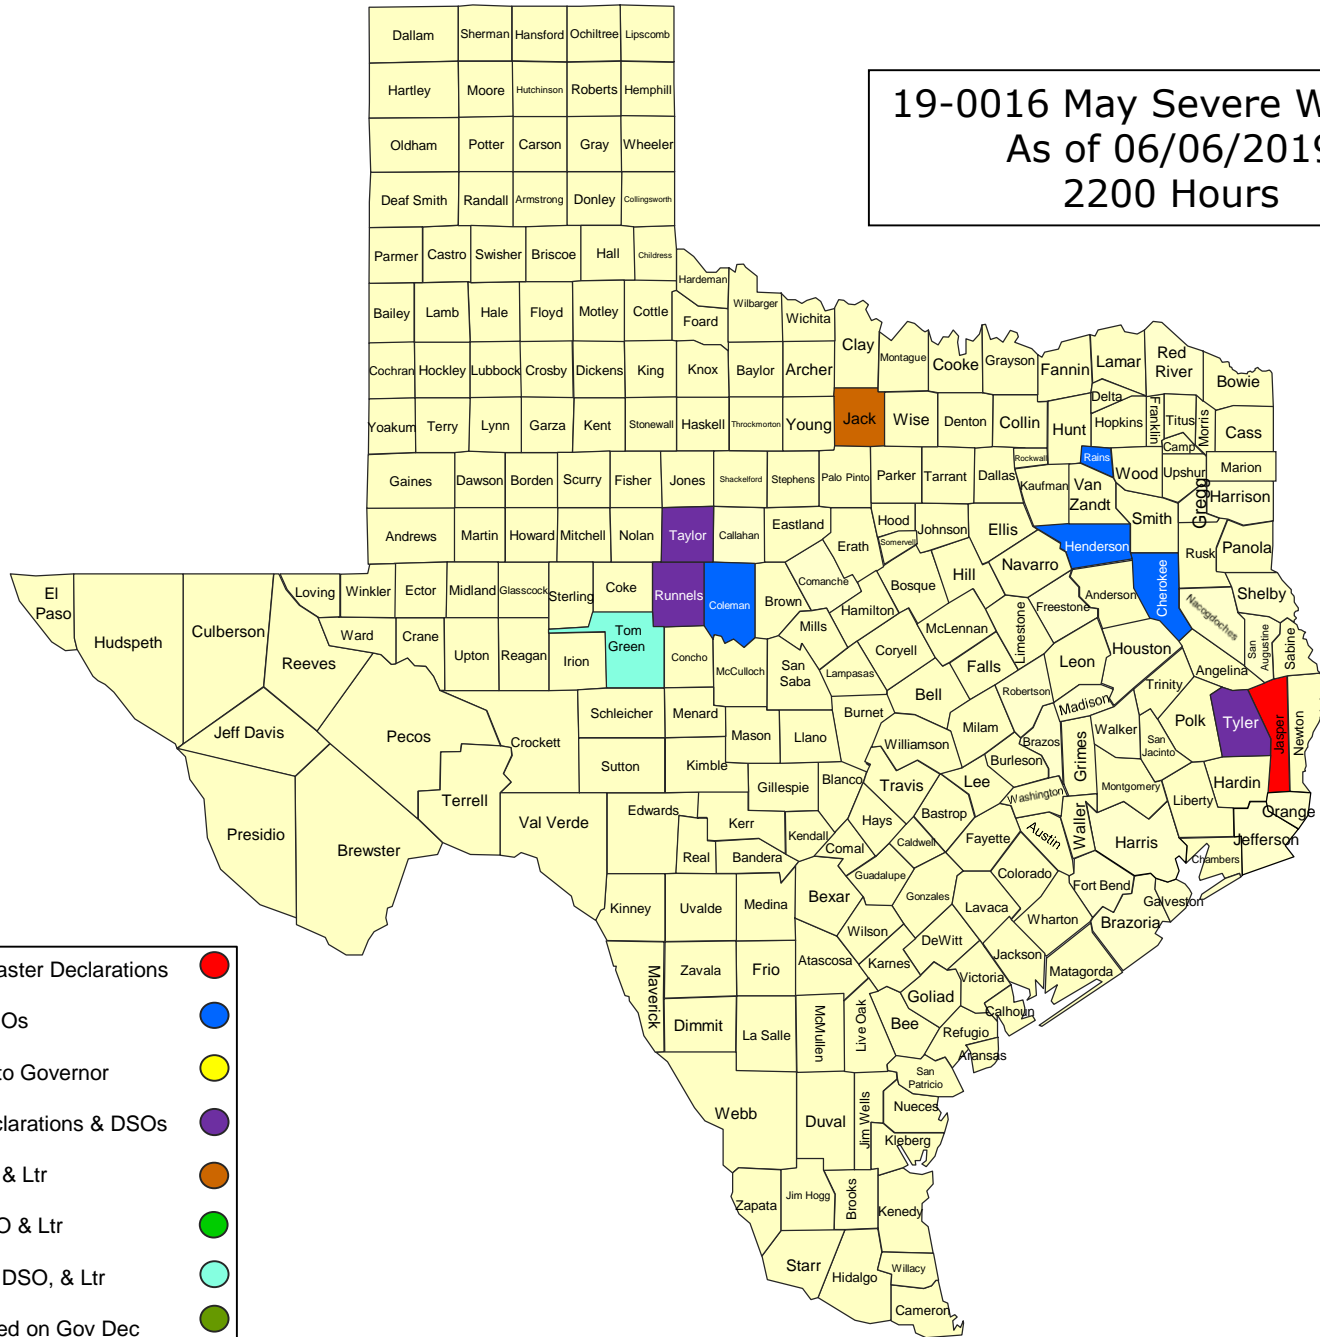 19-0016 May Severe W
As of 06/06/2019
2200 Hours
Dallam Sherman Hansford Ochiltree Lipscomb
Hartley Moore Hutchinson Roberts Hemphill
Oldham Potter Carson Gray Wheeler
Deaf Smith Randall Armstrong Donley Collingsworth
Parmer Castro Swisher Briscoe Hall Childress
Hardeman
Bailey Lamb Hale Floyd Motley Cottle Foard Wilbarger Wichita
Clay Montague Cooke Grayson Fannin Lamar Red
River Bowie
Cochran Hockley Lubbock Crosby Dickens King Knox Baylor Archer
Delta
Yoakum Terry Lynn Garza Kent Stonewall Haskell Throckmorton Young Jack Wise Denton Collin Hunt Hopkins Franklin Titus Morris Cass
Camp
Gaines Dawson Borden Scurry Fisher Jones Shackelford Stephens Palo Pinto Parker Tarrant Dallas Rockwall Rains Wood Upshur Marion
Kaufman Van
Zandt Gregg Harrison
Andrews Martin Howard Mitchell Nolan Taylor Callahan Eastland Erath Hood Somervell Johnson Ellis Henderson Smith Rusk Panola
El
Paso Hudspeth Culberson Loving Winkler Ector Midland Glasscock Sterling Coke Runnels Coleman Brown Comanche Hamilton Bosque Hill Navarro Freestone Anderson Cherokee Nacogdoches Shelby
Reeves Ward Crane Upton Reagan Irion Tom
Green Concho McCulloch Mills San
Saba Lampasas Coryell McLennan Limestone Falls Leon Houston Angelina San
Augustine Sabine
Jeff Davis Pecos Crockett Schleicher Menard Mason Llano Burnet Bell Milam Robertson Madison Trinity Walker San
Jacinto Polk Tyler Jasper Newton
Presidio Brewster Terrell Sutton Kimble Gillespie Blanco Williamson Travis Lee Burleson Brazos Grimes Washington Montgomery Liberty Hardin Orange
Val Verde Edwards Kerr Real Bandera Kendall Hays Comal Caldwell Bastrop Fayette Austin Waller Harris Jefferson Chambers
Kinney Uvalde Medina Bexar Guadalupe Gonzales Lavaca Colorado Fort Bend Galveston
Wharton Brazoria
Maverick Zavala Frio Atascosa Wilson Karnes DeWitt Jackson Matagorda
Dimmit La Salle McMullen Live Oak Bee Goliad Victoria Calhoun Refugio Aransas
San
Patricio
Webb Duval Jim Wells Nueces
Kleberg
Zapata Jim Hogg Brooks Kenedy
Starr Hidalgo Willacy
Cameron
aster Declarations
Os
to Governor
clarations & DSOs
& Ltr
O & Ltr
DSO, & Ltr
ed on Gov Dec